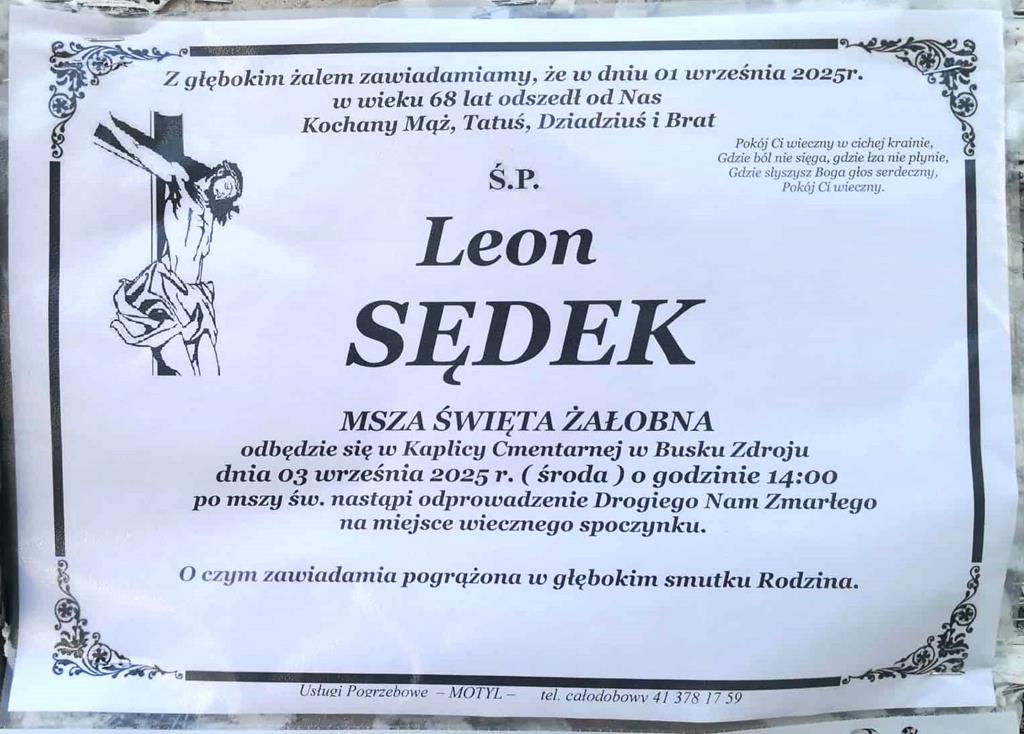 Z głębokim żalem zawiadamiamy, że w dniu 01 września 2025r.
w wieku 68 lat odszedł od Nas
Kochany Mąż, Tatuś, Dziadziuś i Brat
Pokój Ci wieczny w cichej krainie,
Gdzie ból nie sięga, gdzie łza nie płynie,
Gdzie słyszysz Boga głos serdeczny,
Pokój Ci wieczny.
Ś.P.
Leon
SĘDEK
MSZA ŚWIĘTA ŻAŁOBNA
odbędzie się w Kaplicy Cmentarnej w Busku Zdroju
dnia 03 września 2025 r. ( środa ) o godzinie 14:00
po mszy św. nastąpi odprowadzenie Drogiego Nam Zmarłego
na miejsce wiecznego spoczynku.
O czym zawiadamia pogrążona w głębokim smutku Rodzina.
Usługi Pogrzebowe – MOTYL – tel. całodobowy 41 378 17 59